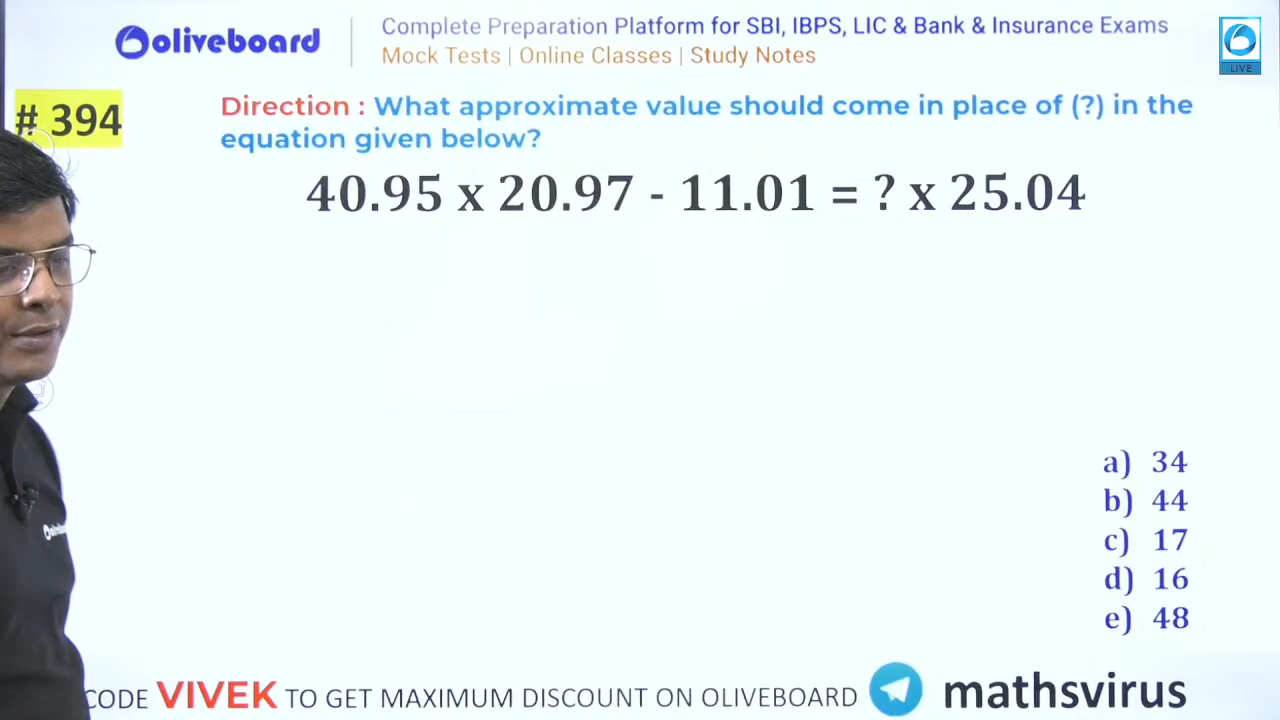 oliveboard
Complete Preparation Platform for SBI, IBPS, LIC & Bank & Insurance Exams
Mock Tests | Online Classes | Study Notes
LIVE
# 394
Direction : What approximate value should come in place of (?) in the
equation given below?
40.95 x 20.97 - 11.01 = ? x 25.04
a) 34
b) 44
c) 17
d) 16
e) 48
CODE VIVEK TO GET MAXIMUM DISCOUNT ON OLIVEBOARD
mathsvirus